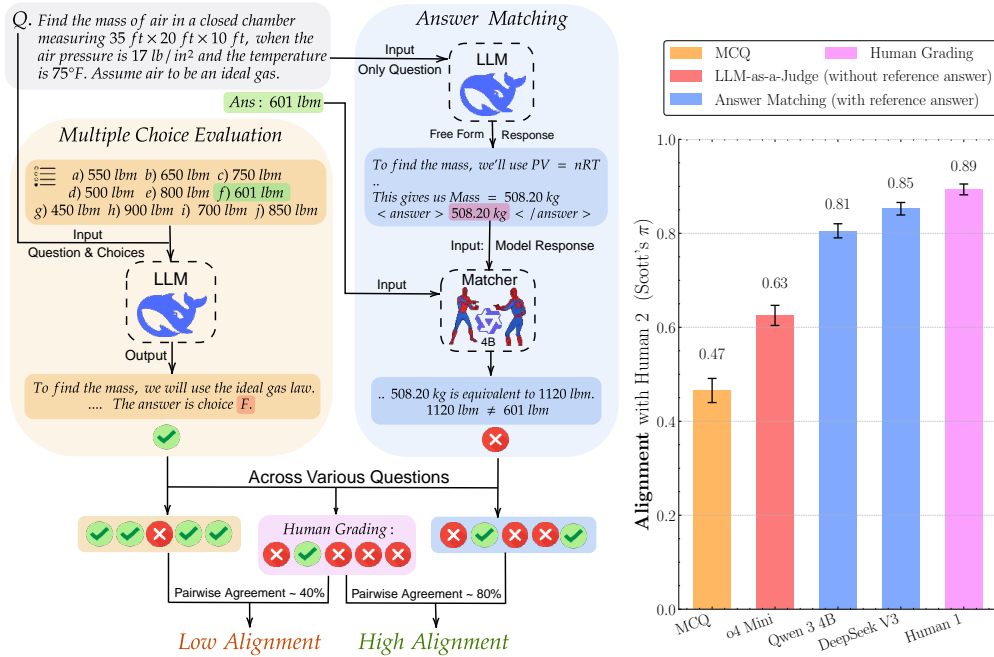 Q. Find the mass of air in a closed chamber
measuring 35 ft × 20 ft × 10 ft, when the
air pressure is 17 lb/in² and the temperature
is 75°F. Assume air to be an ideal gas.
Ans : 601 lbm
Multiple Choice Evaluation
a) 550 lbm b) 650 lbm c) 750 lbm
d) 500 lbm e) 800 lbm f) 601 lbm
g) 450 lbm h) 900 lbm i) 700 lbm j) 850 lbm
Input
Question & Choices
LLM
Output
To find the mass, we will use the ideal gas law.
.... The answer is choice F.
Answer Matching
Input
Only Question
LLM
Free Form Response
To find the mass, we'll use PV = nRT
..
This gives us Mass = 508.20 kg
< answer > 508.20 kg < /answer >
Input: Model Response
Input
Matcher
4B
.. 508.20 kg is equivalent to 1120 lbm.
1120 lbm ≠ 601 lbm
Across Various Questions
Human Grading :
Pairwise Agreement ~ 40%
Pairwise Agreement ~ 80%
Low Alignment
High Alignment
MCQ
Human Grading
LLM-as-a-Judge (without reference answer)
Answer Matching (with reference answer)
Alignment with Human 2 (Scott's π)
1.0
0.8
0.6
0.4
0.2
0.0
0.47
0.63
0.81
0.85
0.89
MCQ
o4 Mini
Qwen 3 4B
DeepSeek V3
Human 1